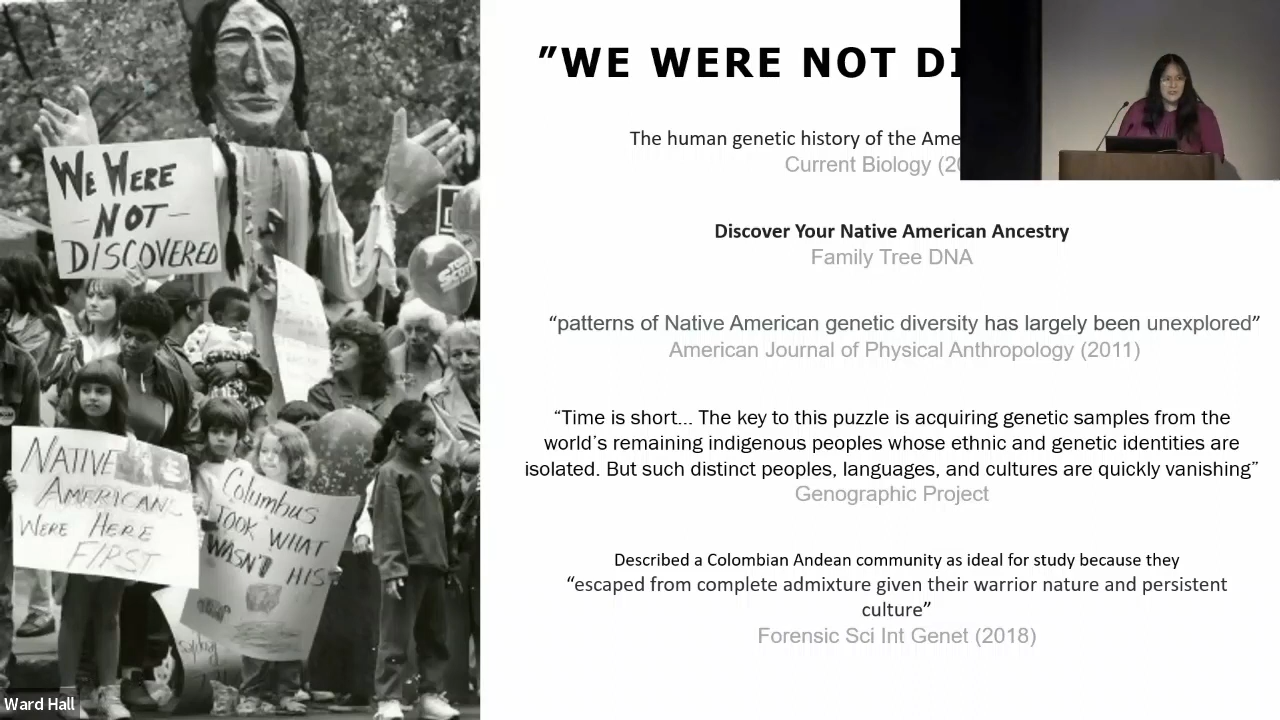 "WE WERE NOT DI
The human genetic history of the Ame
Current Biology (20
Discover Your Native American Ancestry
Family Tree DNA
“patterns of Native American genetic diversity has largely been unexplored”
American Journal of Physical Anthropology (2011)
“Time is short... The key to this puzzle is acquiring genetic samples from the
world’s remaining indigenous peoples whose ethnic and genetic identities are
isolated. But such distinct peoples, languages, and cultures are quickly vanishing”
Genographic Project
Described a Colombian Andean community as ideal for study because they
“escaped from complete admixture given their warrior nature and persistent
culture”
Forensic Sci Int Genet (2018)
WE WERE
— NOT —
DISCOVERED
NATIVE
AMERICANS
WERE HERE
FIRST
Columbus
TOOK WHAT
WASN'T HIS
Ward Hall